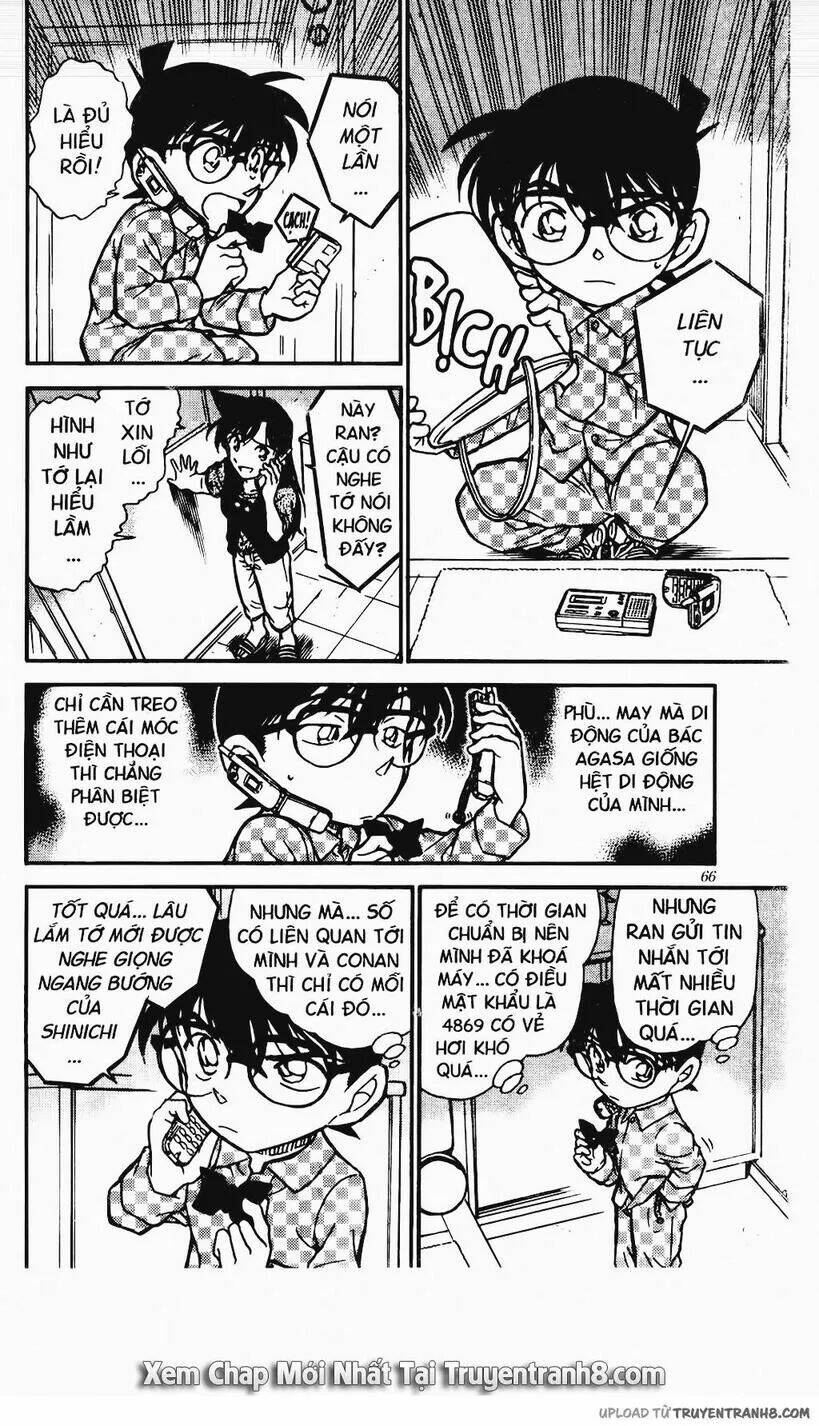 LIÊN
TỤC
...
BỊCH
NÓI
MỘT
LẦN
...
CẠCH!
LÀ ĐỦ
HIỂU
RỒI!
NÀY
RAN?
CẬU CÓ
NGHE
TỚ NÓI
KHÔNG
ĐẤY?
TỚ
XIN
LỖI
...
HÌNH
NHƯ
TỚ LẠI
HIỂU
LẦM
...
PHÙ... MAY MÀ DI
ĐỘNG CỦA BÁC
AGASA GIỐNG
HỆT DI ĐỘNG
CỦA MÌNH...
CHỈ CẦN TREO
THÊM CÁI MÓC
ĐIỆN THOẠI
THÌ CHẲNG
PHÂN BIỆT
ĐƯỢC...
66
NHƯNG
RAN GỬI TIN
NHẮN TỚI
MẤT NHIỀU
THỜI GIAN
QUÁ...
ĐỂ CÓ THỜI GIAN
CHUẨN BỊ NÊN
MÌNH ĐÃ KHOÁ
MÁY... CÓ ĐIỀU
MẬT KHẨU LÀ
4869 CÓ VẺ
HƠI KHÓ
QUÁ...
NHƯNG MÀ... SỐ
CÓ LIÊN QUAN TỚI
MÌNH VÀ CONAN
THÌ CHỈ CÓ MỖI
CÁI ĐÓ...
TỐT QUÁ... LÂU
LẮM TỚ MỚI ĐƯỢC
NGHE GIỌNG
NGANG BƯỚNG
CỦA
SHINICHI
...
Xem Chap Mới Nhất Tại Truyentranh8.com
UPLOAD TỪ TRUYENTRANH8.COM